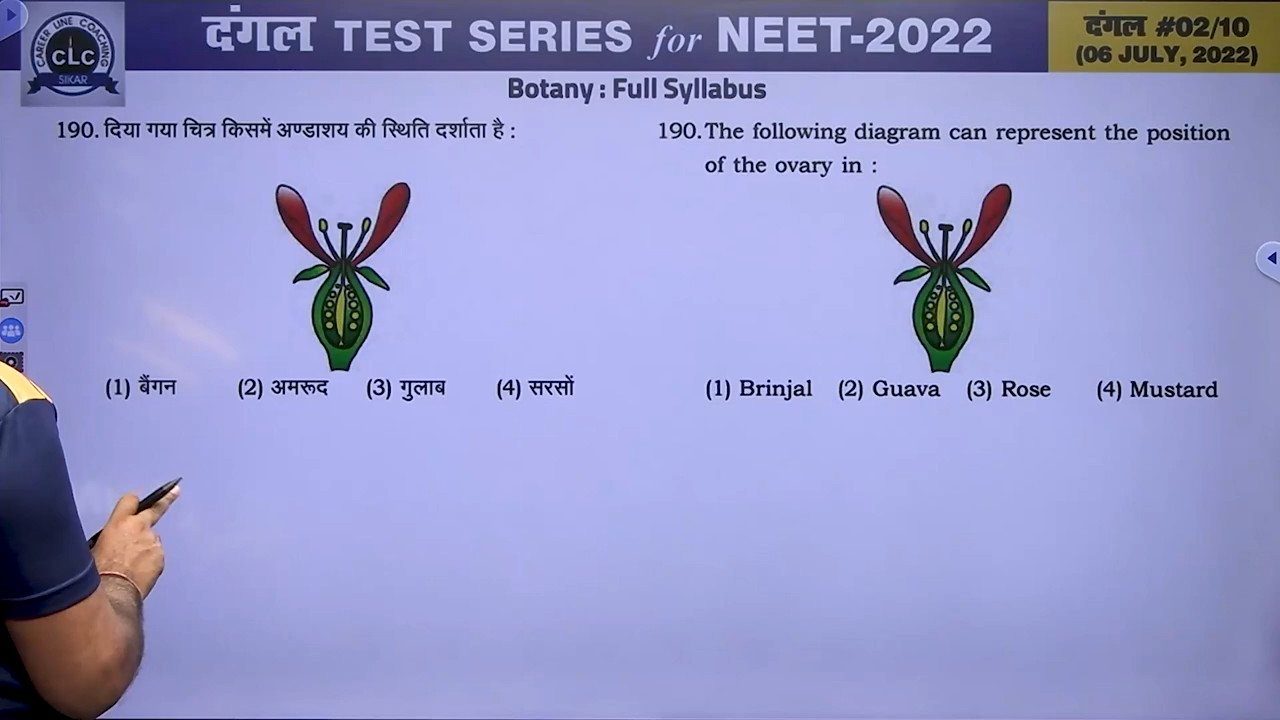 CAREER LINE COACHING
CLC
SIKAR
दंगल TEST SERIES for NEET-2022
दंगल #02/10
(06 JULY, 2022)
Botany : Full Syllabus
190. दिया गया चित्र किसमें अण्डाशय की स्थिति दर्शाता है :
(1) बैंगन (2) अमरूद (3) गुलाब (4) सरसों
190. The following diagram can represent the position
of the ovary in :
(1) Brinjal (2) Guava (3) Rose (4) Mustard